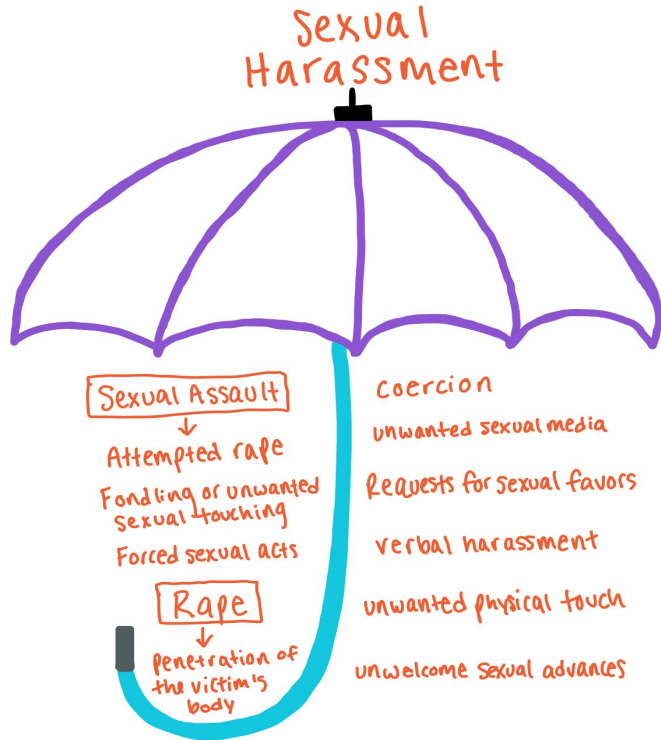 Sexual
Harassment
Sexual Assault
Attempted rape
Fondling or unwanted
sexual touching
Forced sexual acts
Rape
penetration of
the victim's
body
coercion
unwanted sexual media
Requests for sexual favors
verbal harassment
unwanted physical touch
unwelcome sexual advances